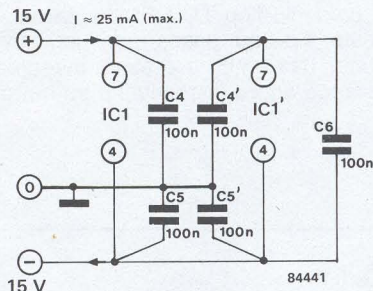 15 V
I ≈ 25 mA (max.)
+
7
7
C4
C4'
IC1
IC1'
100n
100n
C6
100n
4
4
0
C5
C5'
100n
100n
−
15 V
84441